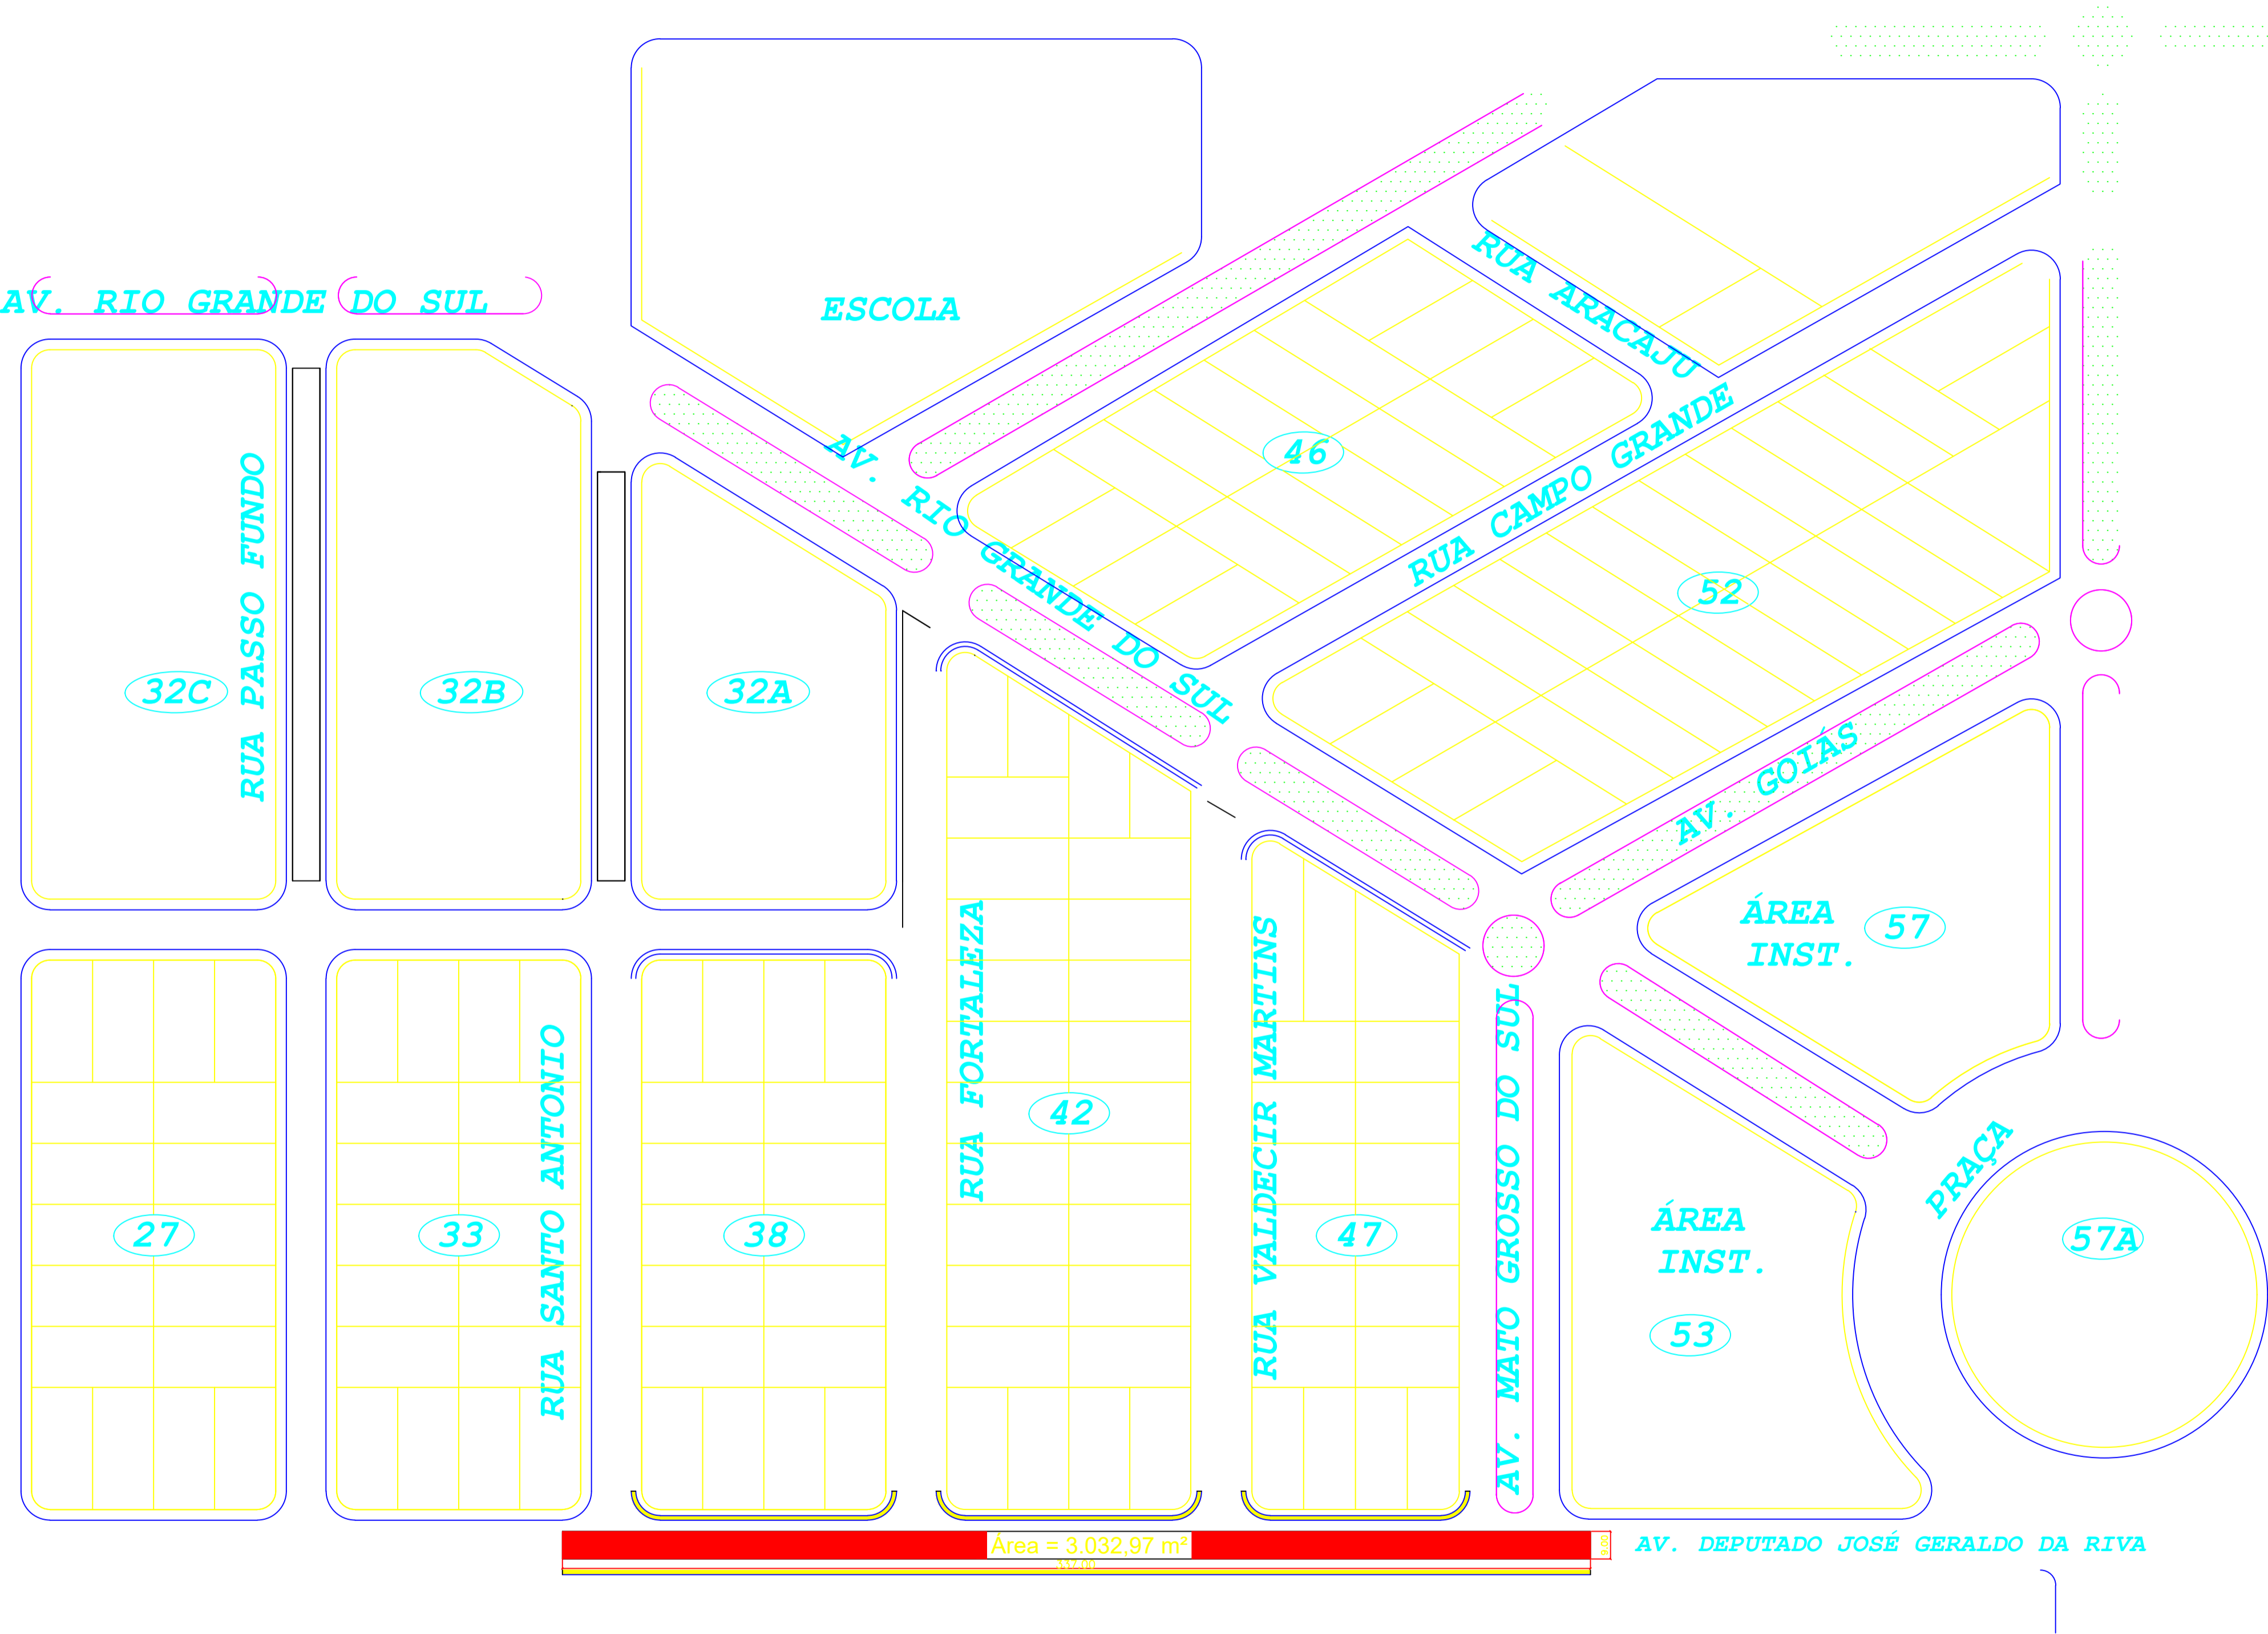 AV. RIO GRANDE DO SUL
ESCOLA
RUA ARACAJU
AV. RIO GRANDE DO SUL
46
RUA CAMPO GRANDE
52
RUA PASSO FUNDO
32C
32B
32A
AV. GOIÁS
ÁREA
INST.
57
RUA FORTALEZA
42
RUA VALDECIR MARTINS
AV. MATO GROSSO DO SUL
RUA SANTO ANTONIO
27
33
38
47
ÁREA
INST.
53
PRAÇA
57A
Área = 3.032,97 m²
337,00
AV. DEPUTADO JOSÉ GERALDO DA RIVA